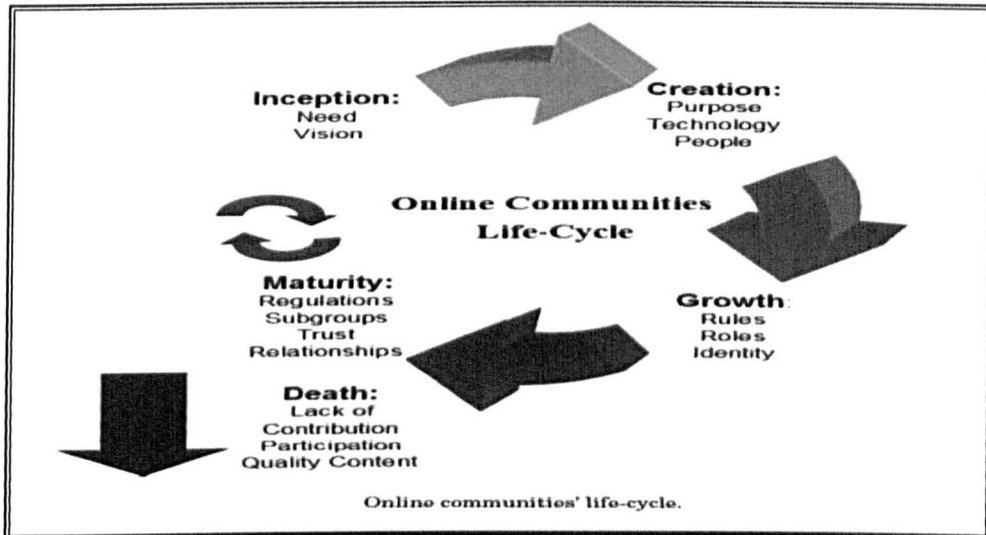 Inception:
Need
Vision
Creation:
Purpose
Technology
People
Online Communities
Life-Cycle
Growth:
Rules
Roles
Identity
Maturity:
Regulations
Subgroups
Trust
Relationships
Death:
Lack of
Contribution
Participation
Quality Content
Online communities' life-cycle.